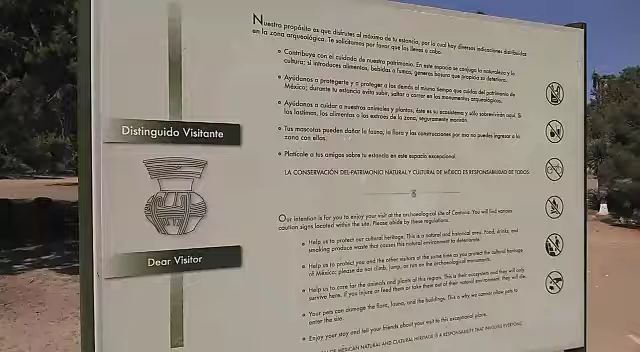 Nuestro propósito es que disfrutes al máximo de tu estancia, por lo cual hay diversas indicaciones distribuidas
en la zona arqueológica. Te solicitamos por favor que las lleves a cabo.
• Contribuye con el cuidado de nuestro patrimonio. En este espacio se conjuga la naturaleza y la
cultura; si introduces alimentos, bebidas o fumas, generas basura que propicia su deterioro.
• Ayúdanos a protegerte y a proteger a los demás al mismo tiempo que cuidas del patrimonio de
México; durante tu estancia evita subir, saltar o correr en los monumentos arqueológicos.
• Ayúdanos a cuidar a nuestros animales y plantas, éste es su ecosistema y sólo sobrevivirán aquí. Si
los lastimas, los alimentas o los extraes de la zona, seguramente morirán.
• Tus mascotas pueden dañar la fauna, la flora y las construcciones por eso no puedes ingresar a la
zona con ellas.
• Platícale a tus amigos sobre tu estancia en este espacio excepcional.
LA CONSERVACIÓN DEL PATRIMONIO NATURAL Y CULTURAL DE MÉXICO ES RESPONSABILIDAD DE TODOS.
Distinguido Visitante
Our intention is for you to enjoy your visit at the archaeological site of Cantona. You will find various
caution signs located within the site. Please abide by these regulations.
• Help us to protect our cultural heritage. This is a natural and historical area. Food, drinks, and
smoking produce waste that causes this natural environment to deteriorate.
• Help us to protect you and the other visitors at the same time as you protect the cultural heritage
of México; please do not climb, jump, or run on the archaeological monuments.
• Help us to care for the animals and plants of this region. This is their ecosystem and they will only
survive here. If you injure or feed them or take them out of their natural environment, they will die.
• Your pets can damage the flora, fauna, and the buildings. This is why we cannot allow pets to
enter the site.
• Enjoy your stay and tell your friends about your visit to this exceptional place.
OF MEXICAN NATURAL AND CULTURAL HERITAGE IS A RESPONSIBILITY THAT INVOLVES EVERYONE
Dear Visitor